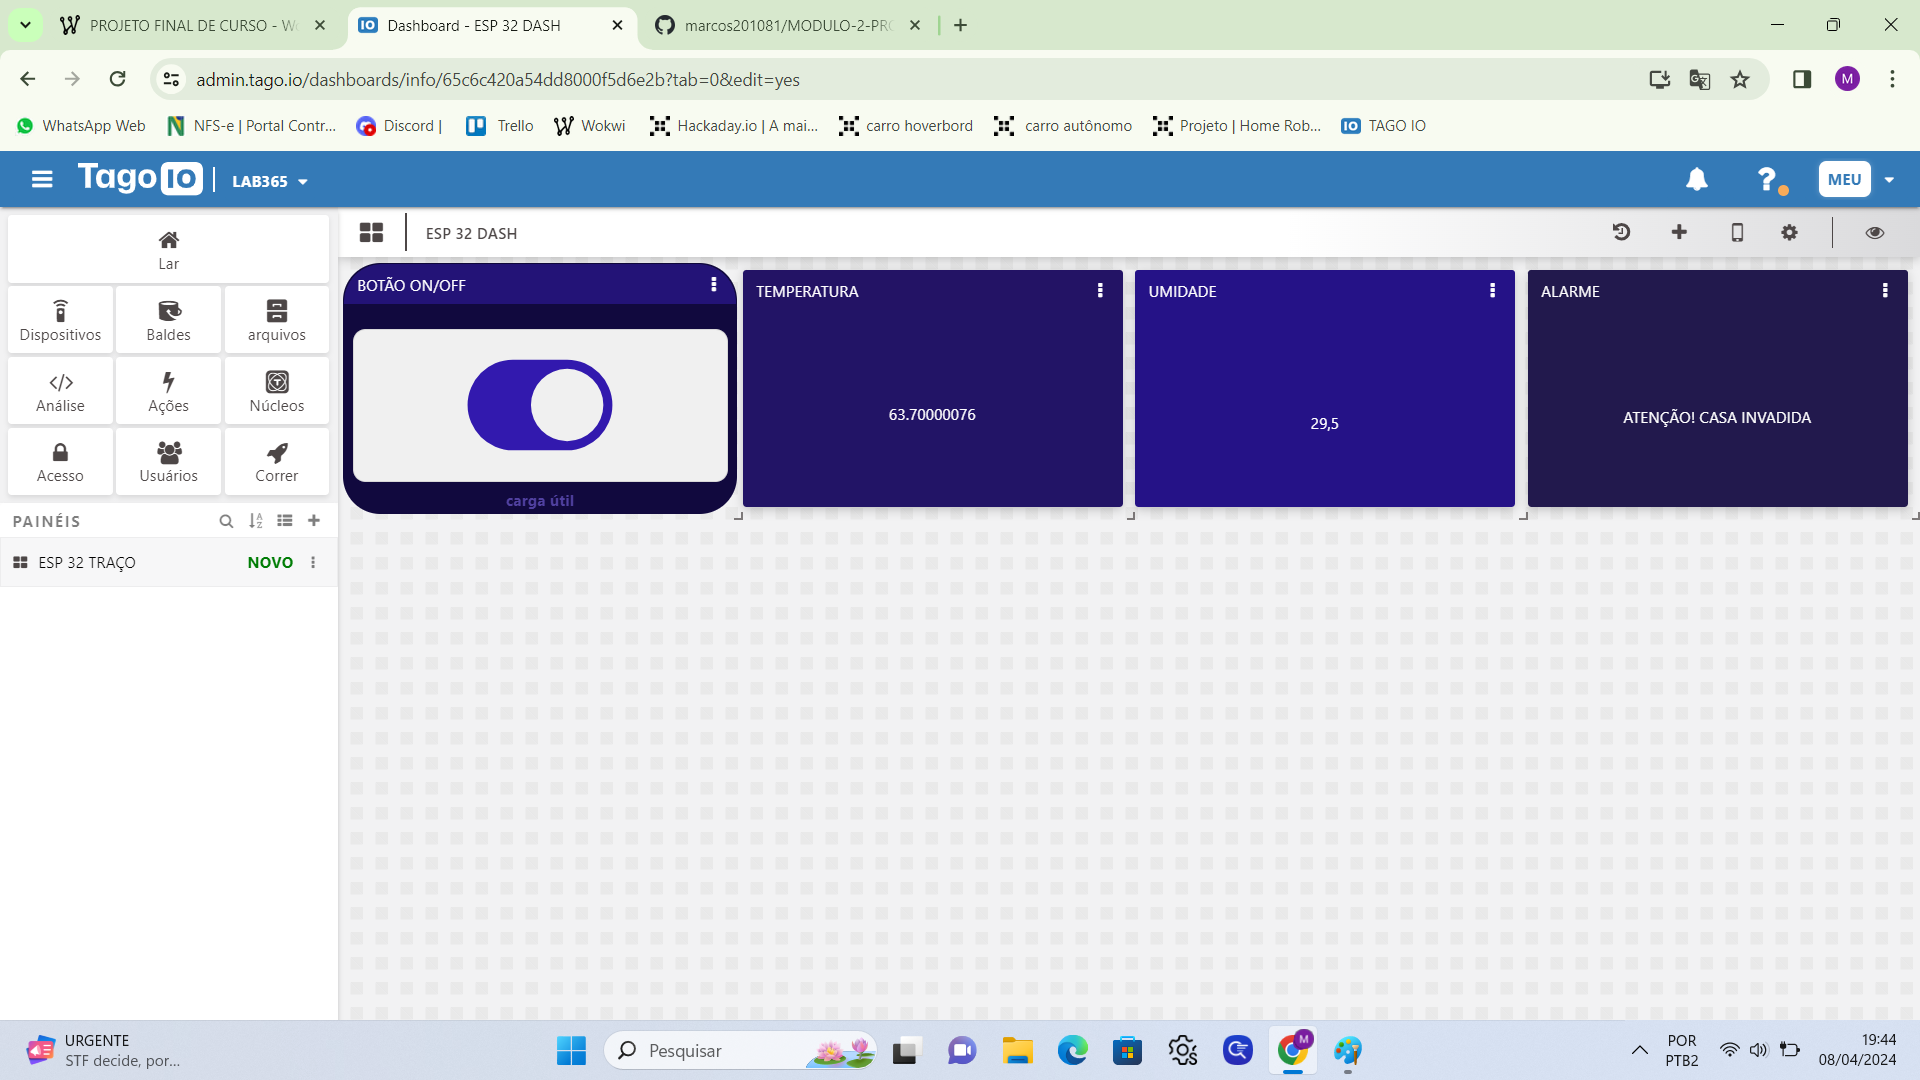 PROJETO FINAL DE CURSO - Wo
Dashboard - ESP 32 DASH
marcos201081/MODULO-2-PRO
admin.tago.io/dashboards/info/65c6c420a54dd8000f5d6e2b?tab=0&edit=yes
M
WhatsApp Web
NFS-e | Portal Contr...
Discord |
Trello
Wokwi
Hackaday.io | A mai...
carro hoverbord
carro autônomo
Projeto | Home Rob...
IO TAGO IO
Tago IO
LAB365
MEU
Lar
Dispositivos
Baldes
arquivos
Análise
Ações
Núcleos
Acesso
Usuários
Correr
PAINÉIS
ESP 32 TRAÇO
NOVO
ESP 32 DASH
BOTÃO ON/OFF
carga útil
TEMPERATURA
63.70000076
UMIDADE
29,5
ALARME
ATENÇÃO! CASA INVADIDA
URGENTE
STF decide, por...
Pesquisar
M
POR
PTB2
19:44
08/04/2024